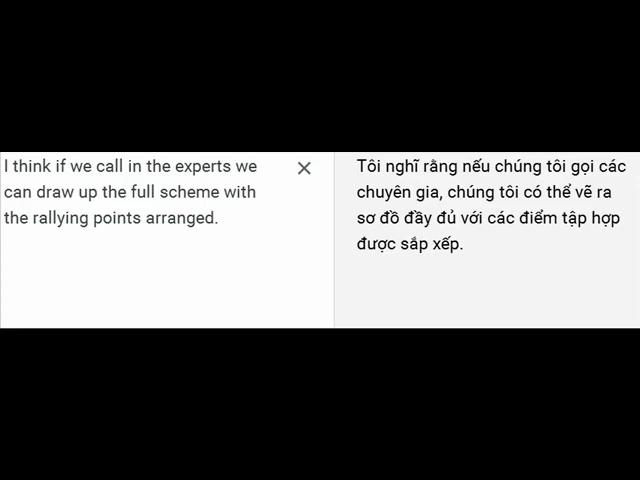 I think if we call in the experts we
can draw up the full scheme with
the rallying points arranged.
Tôi nghĩ rằng nếu chúng tôi gọi các
chuyên gia, chúng tôi có thể vẽ ra
sơ đồ đầy đủ với các điểm tập hợp
được sắp xếp.